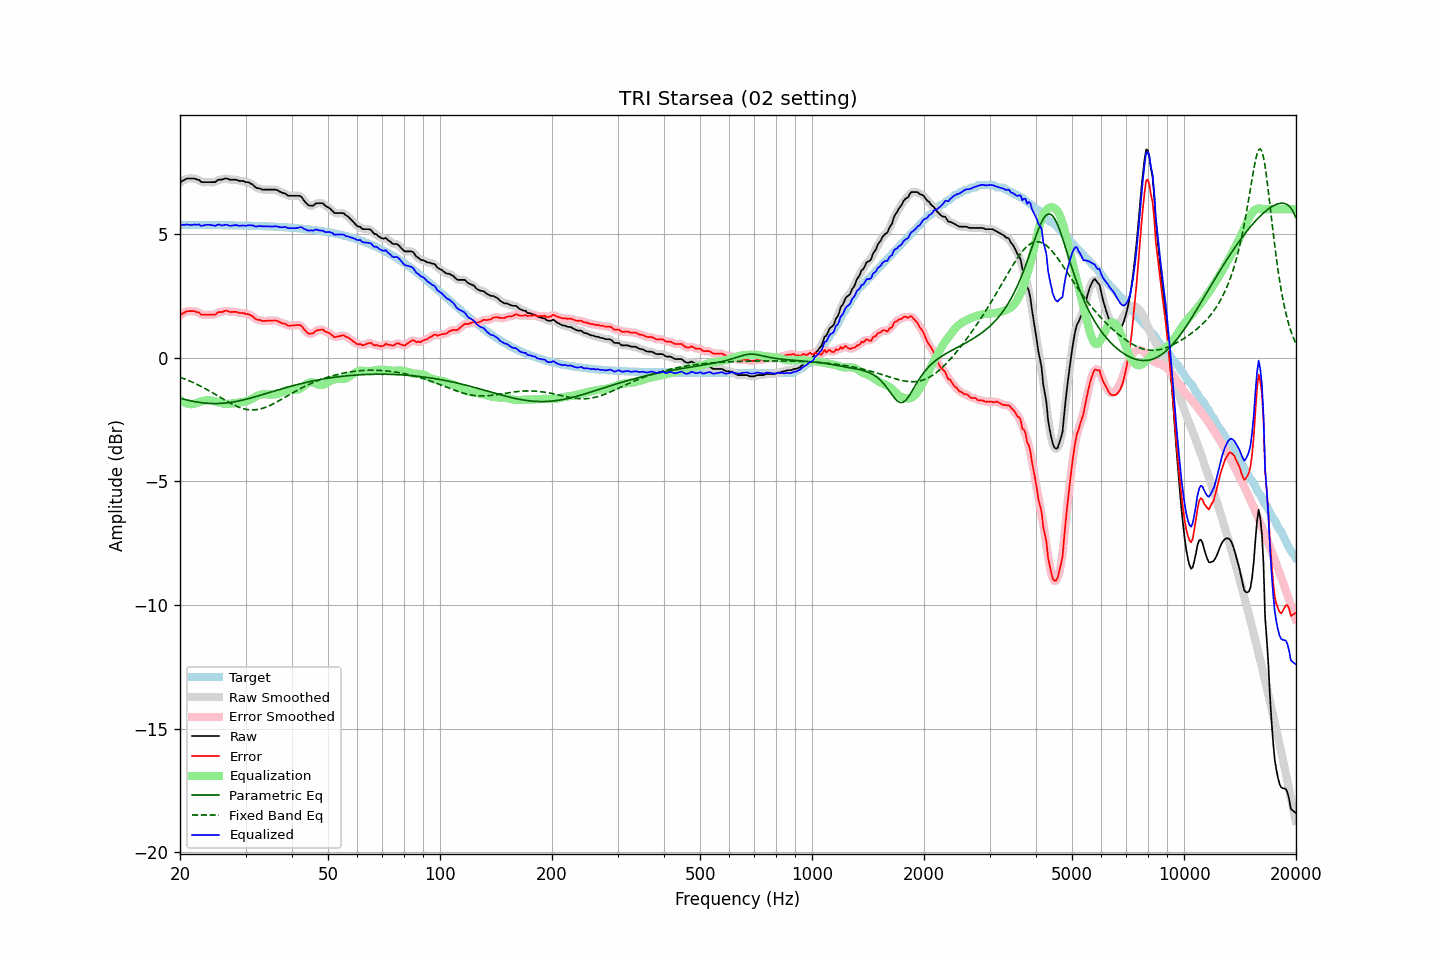 TRI Starsea (02 setting)
Amplitude (dBr)
5
0
−5
−10
−15
−20
Target
Raw Smoothed
Error Smoothed
Raw
Error
Equalization
Parametric Eq
Fixed Band Eq
Equalized
20 50 100 200 500 1000 2000 5000 10000 20000
Frequency (Hz)